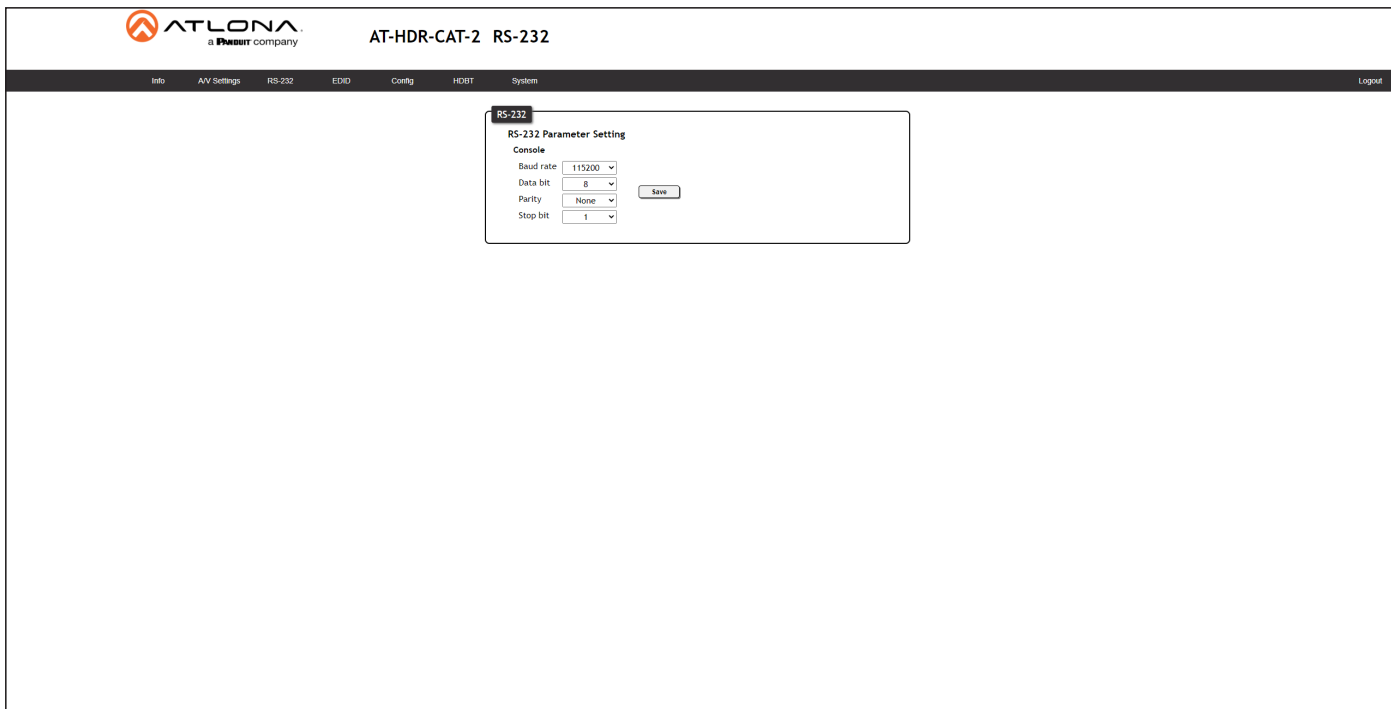 ATLONA.
a PANDUIT company
AT-HDR-CAT-2 RS-232
Info A/V Settings RS-232 EDID Config HDBT System Logout
RS-232
RS-232 Parameter Setting
Console
Baud rate 115200
Data bit 8
Save
Parity None
Stop bit 1